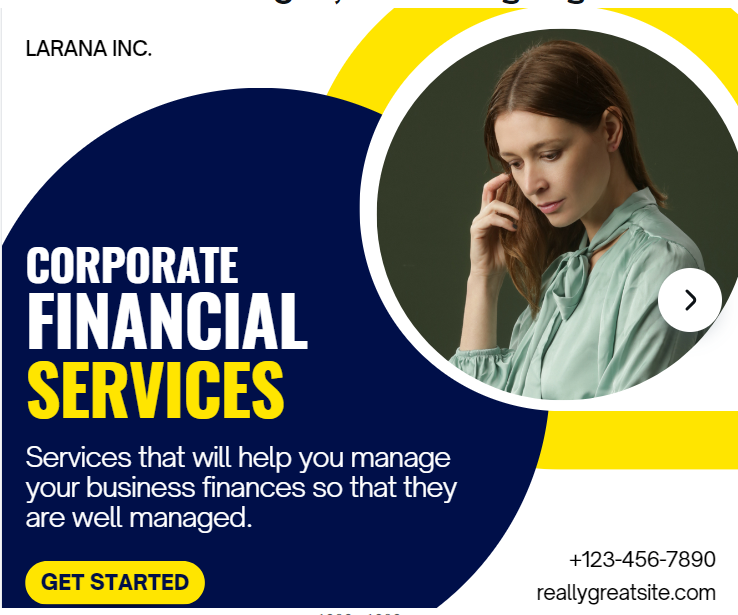 LARANA INC.
CORPORATE
FINANCIAL
SERVICES
Services that will help you manage
your business finances so that they
are well managed.
GET STARTED
+123-456-7890
reallygreatsite.com